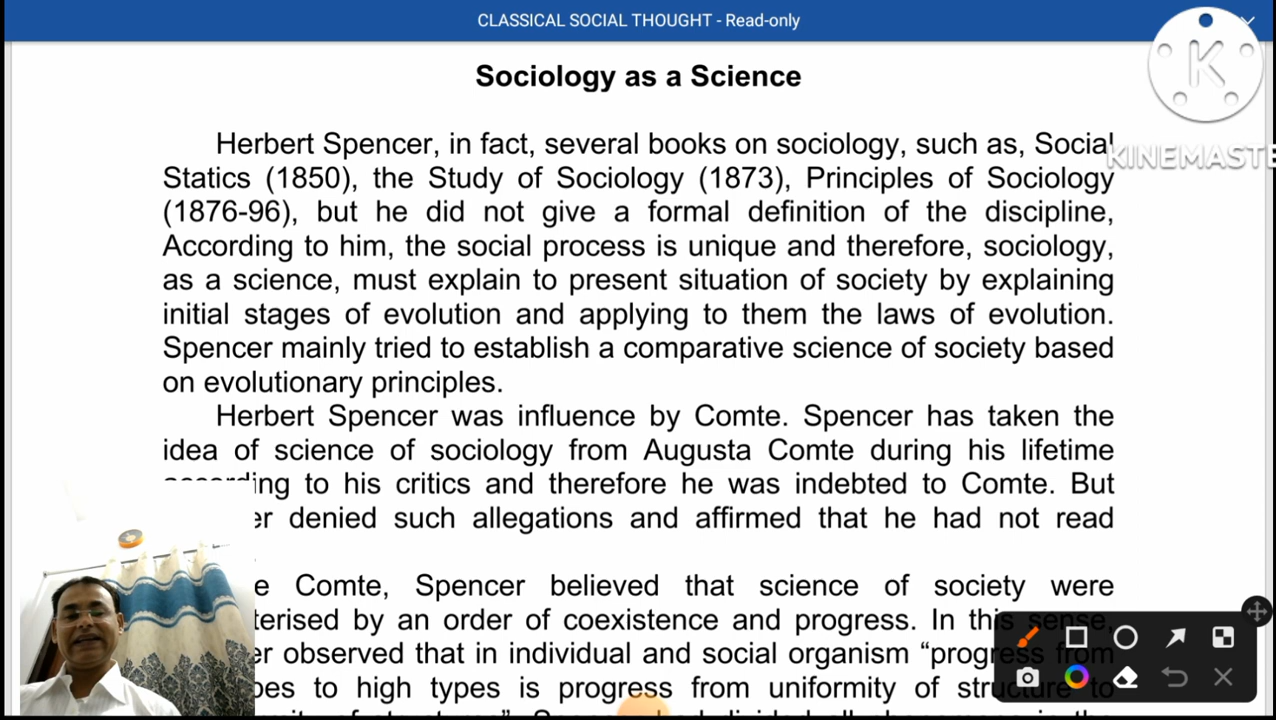 CLASSICAL SOCIAL THOUGHT - Read-only
K
KINEMASTE
Sociology as a Science
Herbert Spencer, in fact, several books on sociology, such as, Social
Statics (1850), the Study of Sociology (1873), Principles of Sociology
(1876-96), but he did not give a formal definition of the discipline,
According to him, the social process is unique and therefore, sociology,
as a science, must explain to present situation of society by explaining
initial stages of evolution and applying to them the laws of evolution.
Spencer mainly tried to establish a comparative science of society based
on evolutionary principles.
Herbert Spencer was influence by Comte. Spencer has taken the
idea of science of sociology from Augusta Comte during his lifetime
according to his critics and therefore he was indebted to Comte. But
er denied such allegations and affirmed that he had not read
e Comte, Spencer believed that science of society were
terised by an order of coexistence and progress. In this sense,
er observed that in individual and social organism “progress from
oes to high types is progress from uniformity of structure to